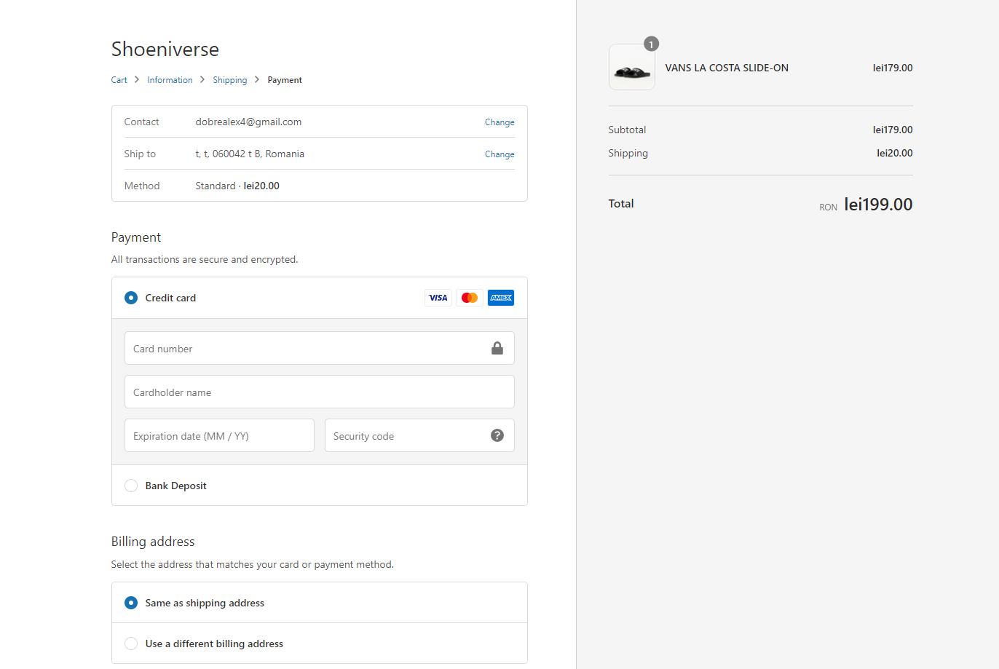 Shoeniverse
Cart > Information > Shipping > Payment
Contact dobrealex4@gmail.com Change
Ship to t, t, 060042 t B, Romania Change
Method Standard · lei20.00
Payment
All transactions are secure and encrypted.
Credit card VISA AMEX
Card number
Cardholder name
Expiration date (MM / YY) Security code ?
Bank Deposit
Billing address
Select the address that matches your card or payment method.
Same as shipping address
Use a different billing address
1
VANS LA COSTA SLIDE-ON lei179.00
Subtotal lei179.00
Shipping lei20.00
Total RON lei199.00